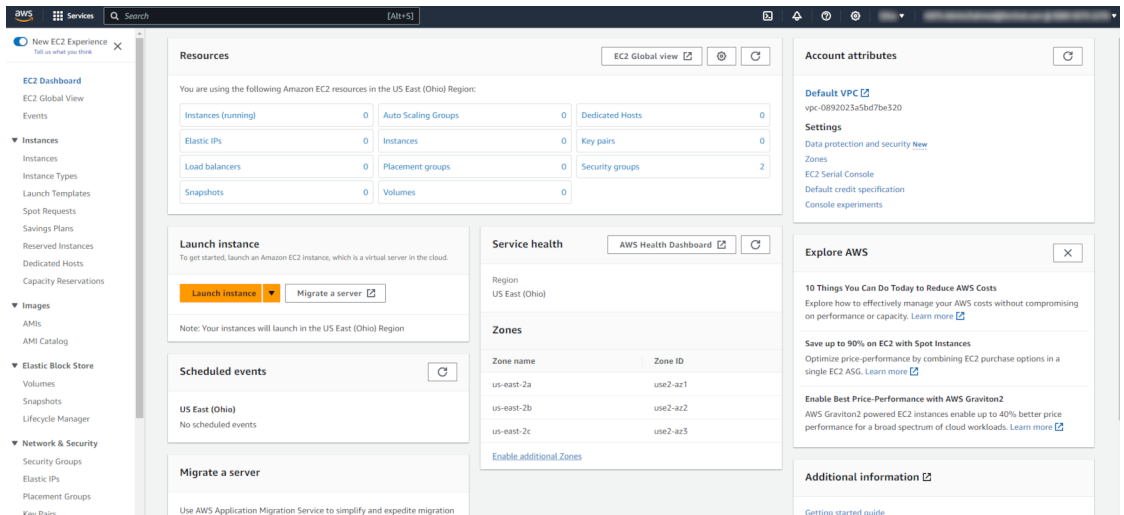 aws
Services
Search
[Alt+S]
New EC2 Experience
Tell us what you think
EC2 Dashboard
EC2 Global View
Events
Instances
Instances
Instance Types
Launch Templates
Spot Requests
Savings Plans
Reserved Instances
Dedicated Hosts
Capacity Reservations
Images
AMIs
AMI Catalog
Elastic Block Store
Volumes
Snapshots
Lifecycle Manager
Network & Security
Security Groups
Elastic IPs
Placement Groups
Key Pairs
Resources
EC2 Global view
You are using the following Amazon EC2 resources in the US East (Ohio) Region:
Instances (running) 0 Auto Scaling Groups 0 Dedicated Hosts 0
Elastic IPs 0 Instances 0 Key pairs 0
Load balancers 0 Placement groups 0 Security groups 2
Snapshots 0 Volumes 0
Launch instance
To get started, launch an Amazon EC2 instance, which is a virtual server in the cloud.
Launch instance
Migrate a server
Note: Your instances will launch in the US East (Ohio) Region
Scheduled events
US East (Ohio)
No scheduled events
Migrate a server
Use AWS Application Migration Service to simplify and expedite migration
Service health
AWS Health Dashboard
Region
US East (Ohio)
Zones
Zone name Zone ID
us-east-2a use2-az1
us-east-2b use2-az2
us-east-2c use2-az3
Enable additional Zones
Account attributes
Default VPC
vpc-0892023a5bd7be320
Settings
Data protection and security New
Zones
EC2 Serial Console
Default credit specification
Console experiments
Explore AWS
10 Things You Can Do Today to Reduce AWS Costs
Explore how to effectively manage your AWS costs without compromising
on performance or capacity. Learn more
Save up to 90% on EC2 with Spot Instances
Optimize price-performance by combining EC2 purchase options in a
single EC2 ASG. Learn more
Enable Best Price-Performance with AWS Graviton2
AWS Graviton2 powered EC2 instances enable up to 40% better price
performance for a broad spectrum of cloud workloads. Learn more
Additional information
Getting started guide